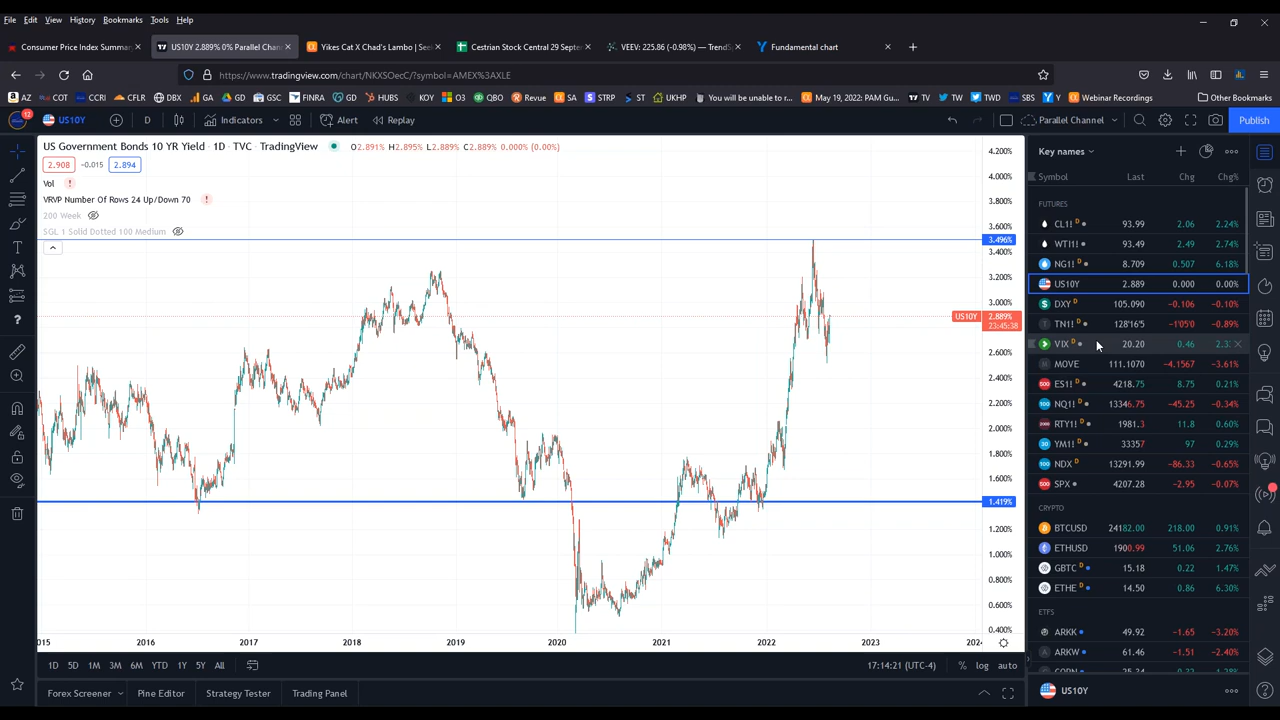 File Edit View History Bookmarks Tools Help
Consumer Price Index Summar
US10Y 2.889% 0% Parallel Chan
Yikes Cat X Chad's Lambo | Seek
Cestrian Stock Central 29 Septe
VEEV: 225.86 (-0.98%) — TrendS
Fundamental chart
https://www.tradingview.com/chart/NKXSOecC/?symbol=AMEX%3AXLE
AZ COT CCRI CFLR DBX GA GD GSC FINRA GD HUBS KOY O3 QBO Revue SA STRP ST UKHP You will be unable to r... May 19, 2022: PAM Gu... TV TW TWD SBS Y Webinar Recordings Other Bookmarks
12 US10Y D Indicators Alert Replay Parallel Channel Publish
US Government Bonds 10 YR Yield · 1D · TVC · TradingView O2.891% H2.895% L2.889% C2.889% 0.000% (0.00%)
2.908 -0.015 2.894
Vol
VRVP Number Of Rows 24 Up/Down 70
200 Week
SGL 1 Solid Dotted 100 Medium
4.200%
4.000%
3.800%
3.600%
3.496%
3.400%
3.200%
3.000%
US10Y 2.889%
23:45:38
2.600%
2.400%
2.200%
2.000%
1.800%
1.600%
1.419%
1.200%
1.000%
0.800%
0.600%
0.400%
015 2016 2017 2018 2019 2020 2021 2022 2023 2024
1D 5D 1M 3M 6M YTD 1Y 5Y All 17:14:21 (UTC-4) % log auto
Forex Screener Pine Editor Strategy Tester Trading Panel
Key names
Symbol Last Chg Chg%
FUTURES
CL1! D 93.99 2.06 2.24%
WTI1! 93.49 2.49 2.74%
NG1! D 8.709 0.507 6.18%
US10Y 2.889 0.000 0.00%
DXY D 105.090 -0.106 -0.10%
TN1! D 128'16'5 -1'05'0 -0.89%
VIX D 20.20 0.46 2.3
MOVE 111.1070 -4.1567 -3.61%
ES1! D 4218.75 8.75 0.21%
NQ1! D 13346.75 -45.25 -0.34%
RTY1! D 1981.3 11.8 0.60%
YM1! D 33357 97 0.29%
NDX D 13291.99 -86.33 -0.65%
SPX 4207.28 -2.95 -0.07%
CRYPTO
BTCUSD 24182.00 218.00 0.91%
ETHUSD 1900.99 51.06 2.76%
GBTC D 15.18 0.22 1.47%
ETHE D 14.50 0.86 6.30%
ETFS
ARKK 49.92 -1.65 -3.20%
ARKW 61.46 -1.51 -2.40%
US10Y